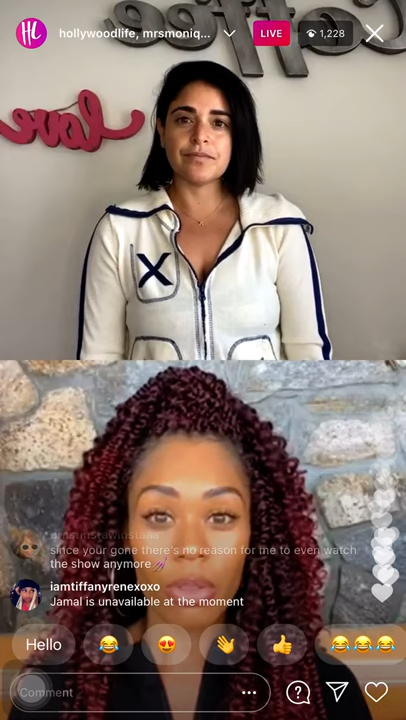 HL
hollywoodlife, mrsmoniq...
LIVE
1,228
Coffee
love
X
since your gone there's no reason for me to even watch
the show anymore
iamtiffanyrenexoxo
Jamal is unavailable at the moment
Hello
Comment
...